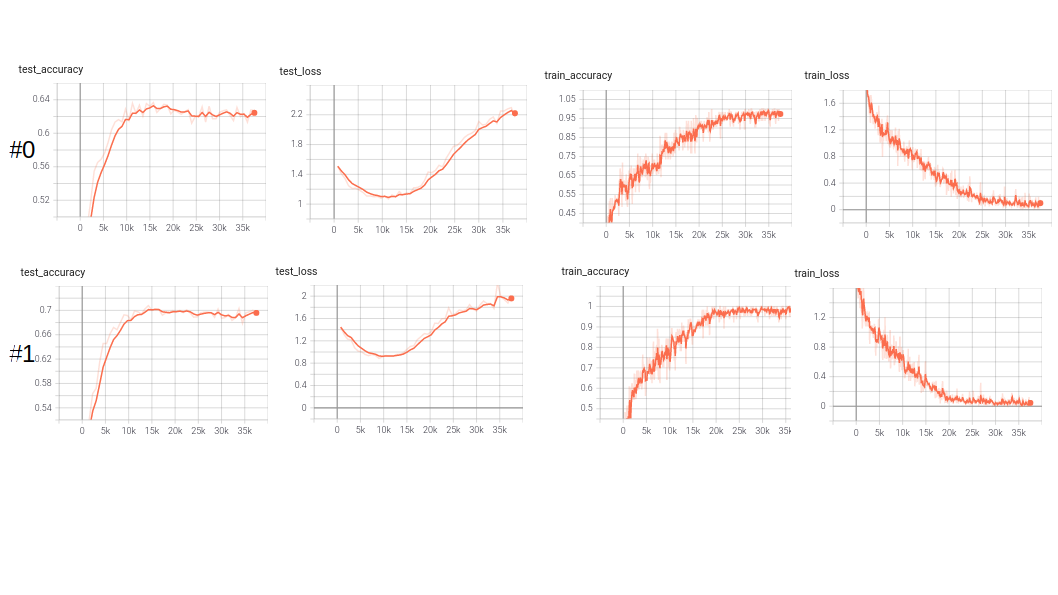 test_accuracy
test_loss
train_accuracy
train_loss
#0
0.64
0.6
0.56
0.52
0 5k 10k 15k 20k 25k 30k 35k
2.2
1.8
1.4
1
0 5k 10k 15k 20k 25k 30k 35k
1.05
0.95
0.85
0.75
0.65
0.55
0.45
0 5k 10k 15k 20k 25k 30k 35k
1.6
1.2
0.8
0.4
0
0 5k 10k 15k 20k 25k 30k 35k
test_accuracy
test_loss
train_accuracy
train_loss
#1
0.7
0.66
0.62
0.58
0.54
0 5k 10k 15k 20k 25k 30k 35k
2
1.6
1.2
0.8
0.4
0
0 5k 10k 15k 20k 25k 30k 35k
1
0.9
0.8
0.7
0.6
0.5
0 5k 10k 15k 20k 25k 30k 35k
1.2
0.8
0.4
0
0 5k 10k 15k 20k 25k 30k 35k